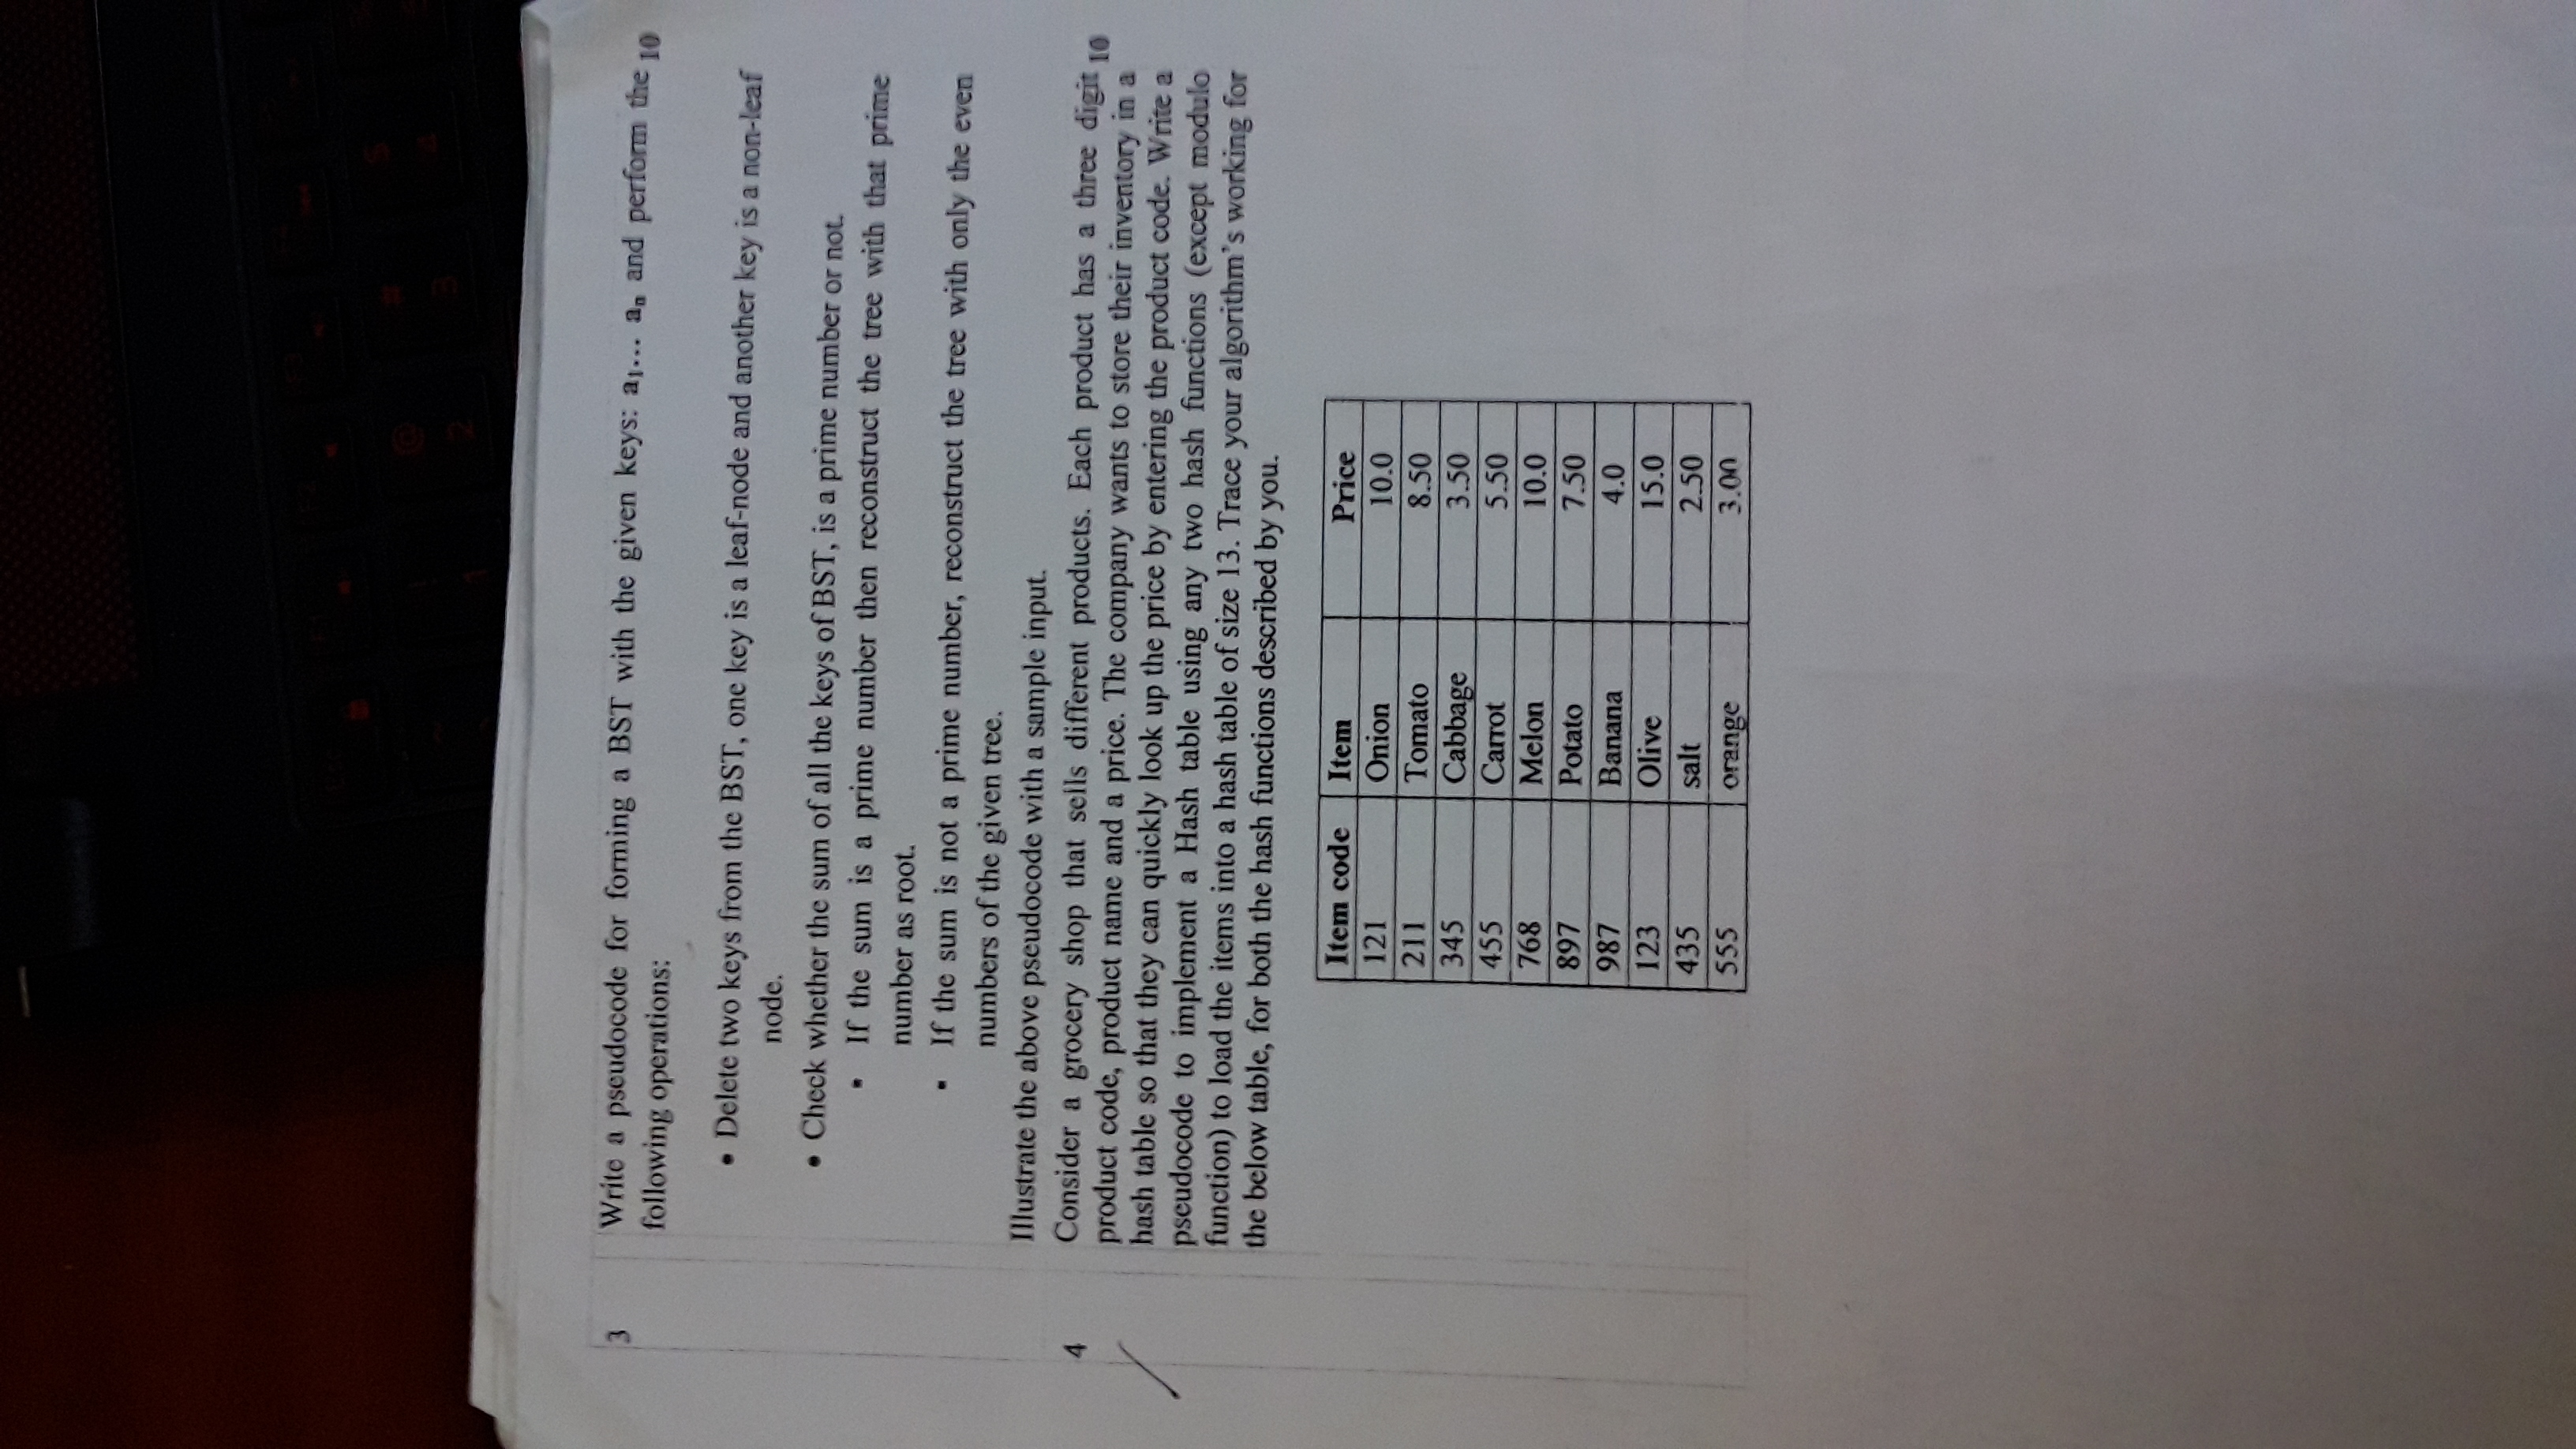 @ # $
2 3 4
3 Write a pseudocode for forming a BST with the given keys: a₁... aₙ and perform the 10
following operations:
• Delete two keys from the BST, one key is a leaf-node and another key is a non-leaf
node.
• Check whether the sum of all the keys of BST, is a prime number or not.
▪ If the sum is a prime number then reconstruct the tree with that prime
number as root.
▪ If the sum is not a prime number, reconstruct the tree with only the even
numbers of the given tree.
Illustrate the above pseudocode with a sample input.
4 Consider a grocery shop that sells different products. Each product has a three digit 10
product code, product name and a price. The company wants to store their inventory in a
hash table so that they can quickly look up the price by entering the product code. Write a
pseudocode to implement a Hash table using any two hash functions (except modulo
function) to load the items into a hash table of size 13. Trace your algorithm's working for
the below table, for both the hash functions described by you.
Item code Item Price
121 Onion 10.0
211 Tomato 8.50
345 Cabbage 3.50
455 Carrot 5.50
768 Melon 10.0
897 Potato 7.50
987 Banana 4.0
123 Olive 15.0
435 salt 2.50
555 orange 3.00